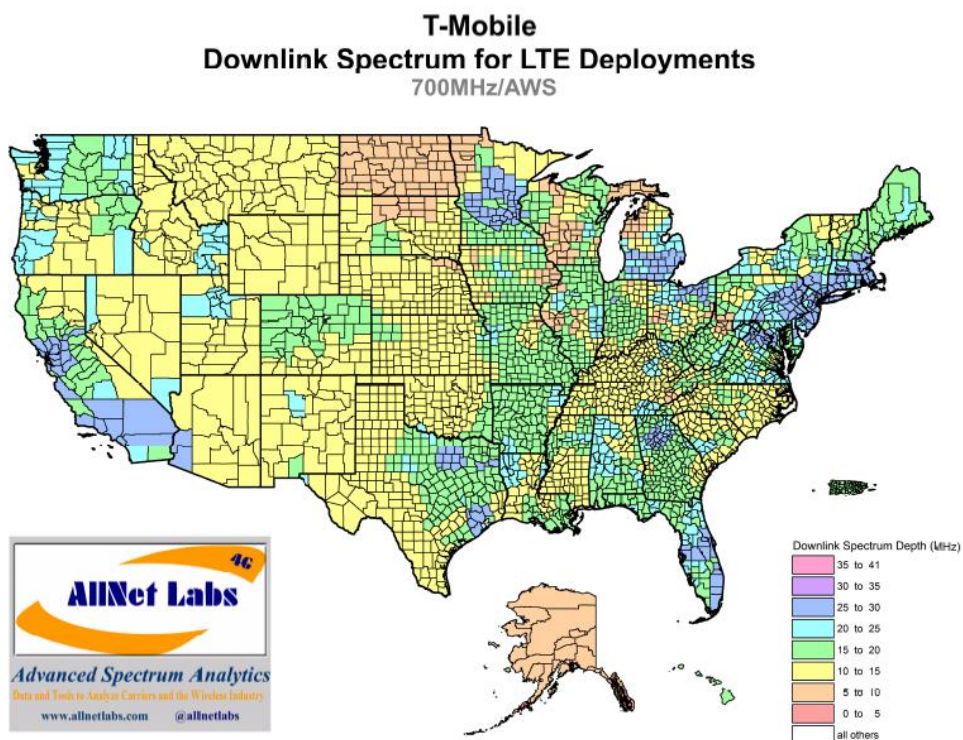 T-Mobile
Downlink Spectrum for LTE Deployments
700MHz/AWS
4G
AllNet Labs
Advanced Spectrum Analytics
Data and Tools to Analyze Carriers and the Wireless Industry
www.allnetlabs.com @allnetlabs
Downlink Spectrum Depth (MHz)
35 to 41
30 to 35
25 to 30
20 to 25
15 to 20
10 to 15
5 to 10
0 to 5
all others